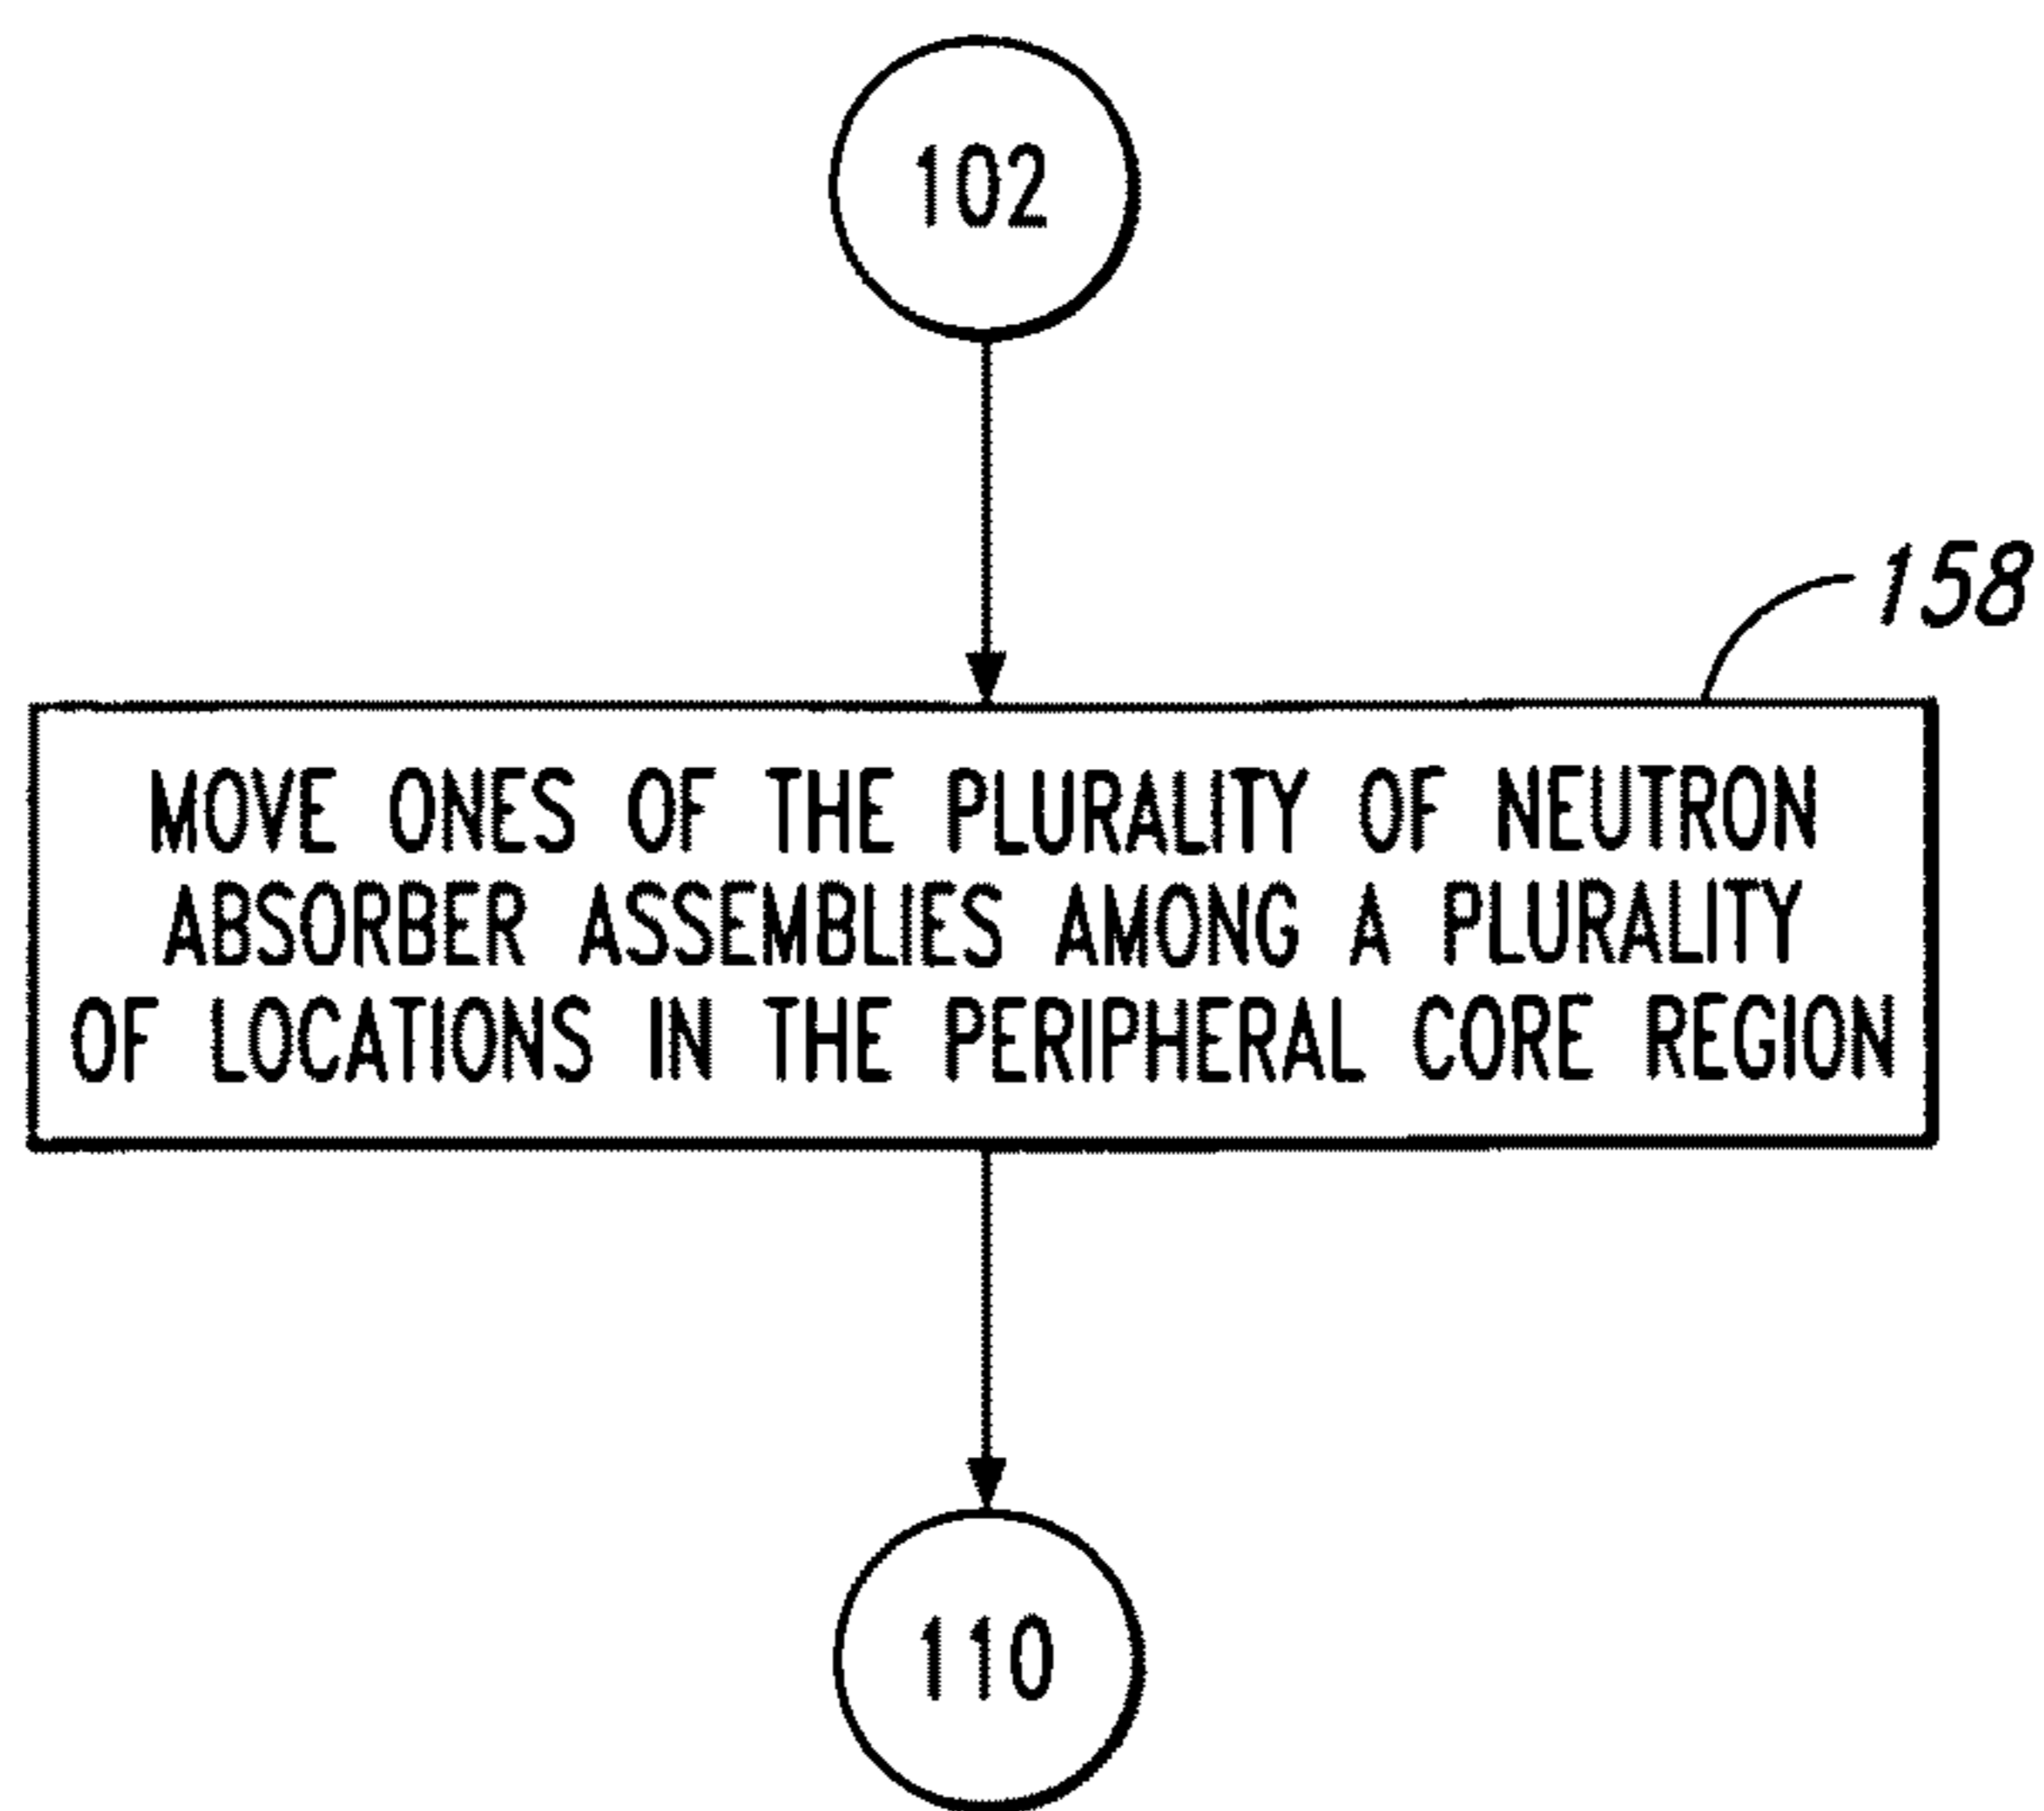 102
158
MOVE ONES OF THE PLURALITY OF NEUTRON
ABSORBER ASSEMBLIES AMONG A PLURALITY
OF LOCATIONS IN THE PERIPHERAL CORE REGION
110